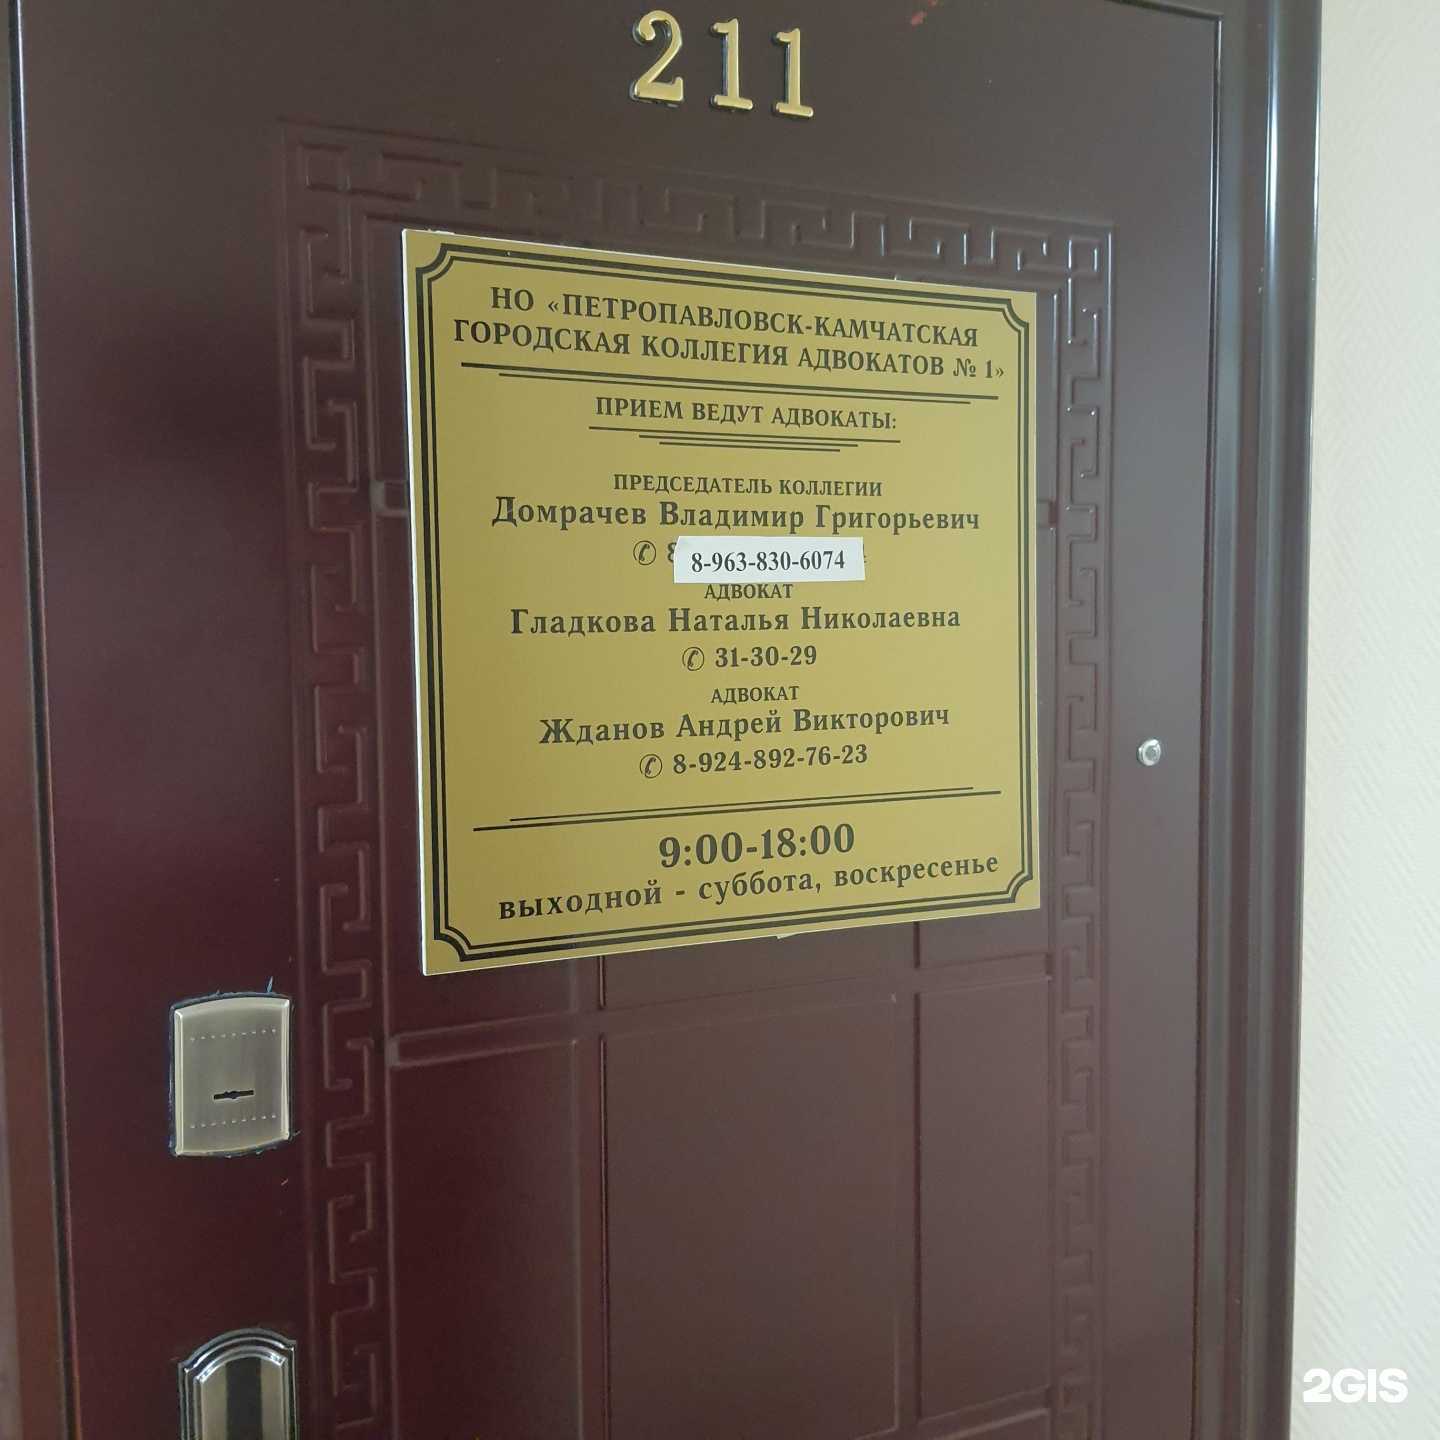 211
НО «ПЕТРОПАВЛОВСК-КАМЧАТСКАЯ
ГОРОДСКАЯ КОЛЛЕГИЯ АДВОКАТОВ № 1»
ПРИЕМ ВЕДУТ АДВОКАТЫ:
ПРЕДСЕДАТЕЛЬ КОЛЛЕГИИ
Домрачев Владимир Григорьевич
✆ 8-963-830-6074
АДВОКАТ
Гладкова Наталья Николаевна
✆ 31-30-29
АДВОКАТ
Жданов Андрей Викторович
✆ 8-924-892-76-23
9:00-18:00
выходной - суббота, воскресенье
2GIS